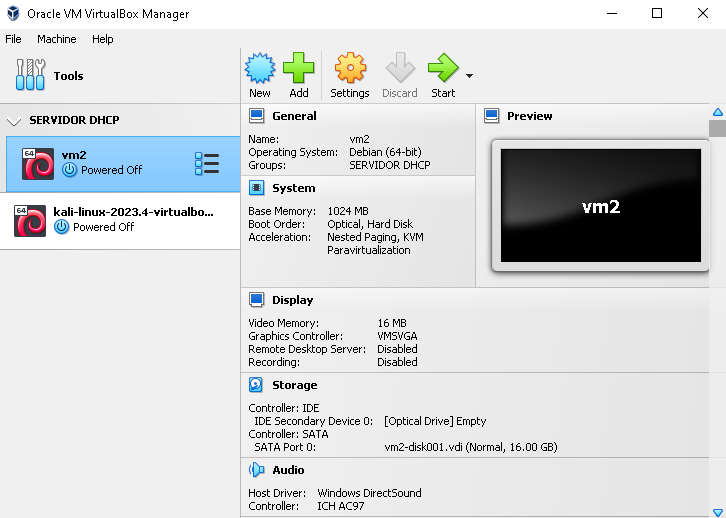 Oracle VM VirtualBox Manager
File Machine Help
Tools
New Add Settings Discard Start
SERVIDOR DHCP
64
vm2
Powered Off
64
kali-linux-2023.4-virtualbo...
Powered Off
General
Name: vm2
Operating System: Debian (64-bit)
Groups: SERVIDOR DHCP
Preview
vm2
System
Base Memory: 1024 MB
Boot Order: Optical, Hard Disk
Acceleration: Nested Paging, KVM
Paravirtualization
Display
Video Memory: 16 MB
Graphics Controller: VMSVGA
Remote Desktop Server: Disabled
Recording: Disabled
Storage
Controller: IDE
IDE Secondary Device 0: [Optical Drive] Empty
Controller: SATA
SATA Port 0: vm2-disk001.vdi (Normal, 16.00 GB)
Audio
Host Driver: Windows DirectSound
Controller: ICH AC97